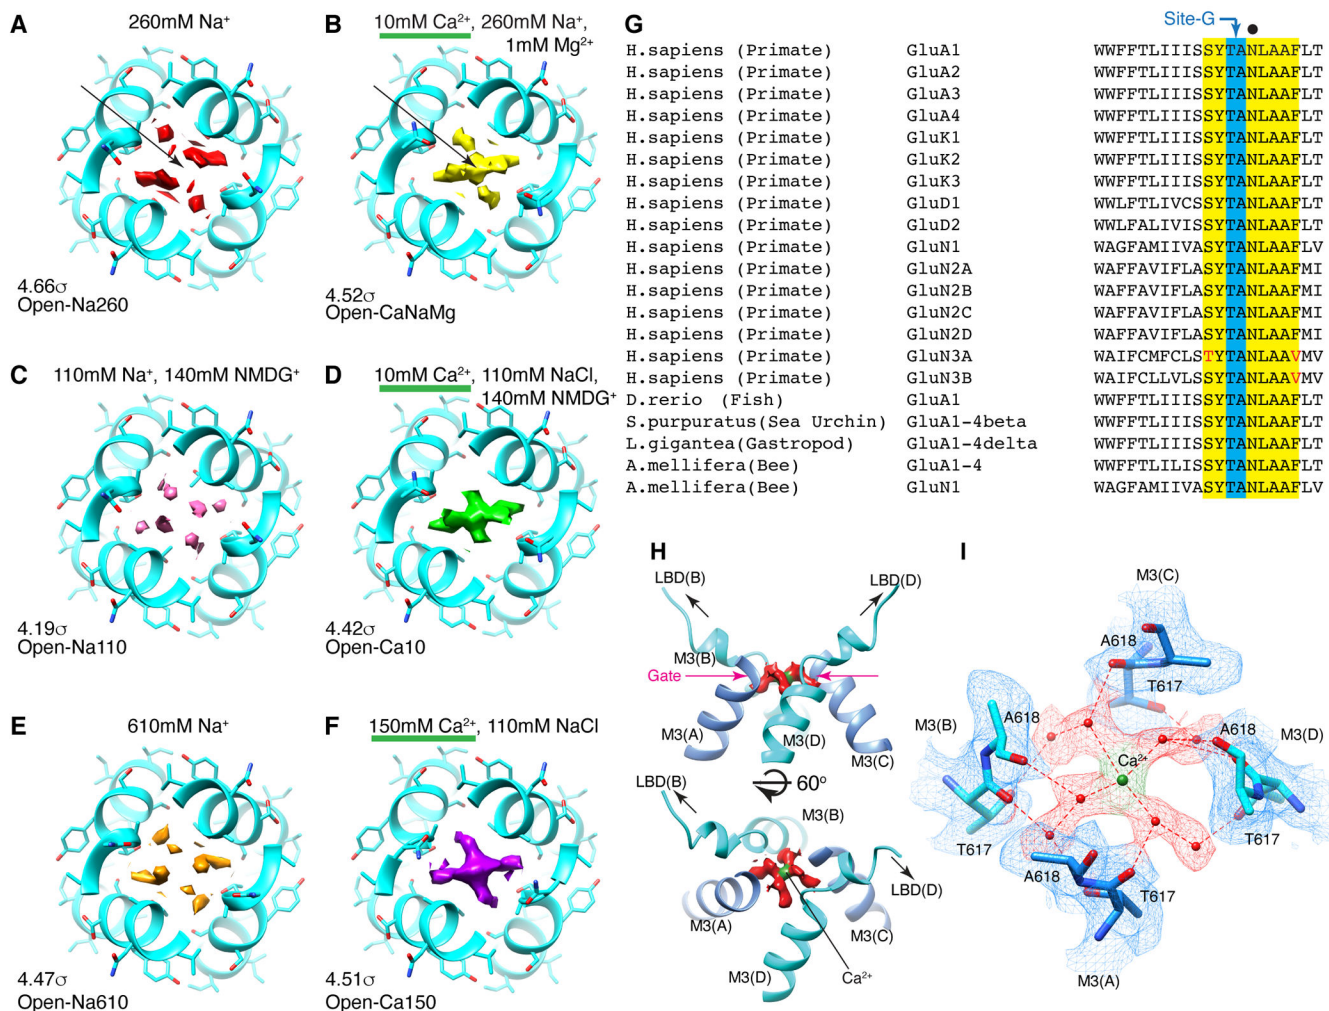 A
260mM Na⁺
4.66σ
Open-Na260
B
10mM Ca²⁺, 260mM Na⁺,
1mM Mg²⁺
4.52σ
Open-CaNaMg
C
110mM Na⁺, 140mM NMDG⁺
4.19σ
Open-Na110
D
10mM Ca²⁺, 110mM NaCl,
140mM NMDG⁺
4.42σ
Open-Ca10
E
610mM Na⁺
4.47σ
Open-Na610
F
150mM Ca²⁺, 110mM NaCl
4.51σ
Open-Ca150
G
Site-G
H.sapiens (Primate) GluA1 WWFFTLIIISSYTANLAAFLT
H.sapiens (Primate) GluA2 WWFFTLIIISSYTANLAAFLT
H.sapiens (Primate) GluA3 WWFFTLIIISSYTANLAAFLT
H.sapiens (Primate) GluA4 WWFFTLIIISSYTANLAAFLT
H.sapiens (Primate) GluK1 WWFFTLIIISSYTANLAAFLT
H.sapiens (Primate) GluK2 WWFFTLIIISSYTANLAAFLT
H.sapiens (Primate) GluK3 WWFFTLIIISSYTANLAAFLT
H.sapiens (Primate) GluD1 WWLFTLIVCSSYTANLAAFLT
H.sapiens (Primate) GluD2 WWLFALIVISSYTANLAAFLT
H.sapiens (Primate) GluN1 WAGFAMIIVASYTANLAAFLV
H.sapiens (Primate) GluN2A WAFFAVIFLASYTANLAAFMI
H.sapiens (Primate) GluN2B WAFFAVIFLASYTANLAAFMI
H.sapiens (Primate) GluN2C WAFFAVIFLASYTANLAAFMI
H.sapiens (Primate) GluN2D WAFFAVIFLASYTANLAAFMI
H.sapiens (Primate) GluN3A WAIFCMFCLSTYTANLAAVMV
H.sapiens (Primate) GluN3B WAIFCLLVLSSYTANLAAVMV
D.rerio (Fish) GluA1 WWFFTLIIISSYTANLAAFLT
S.purpuratus(Sea Urchin) GluA1-4beta WWFFTLIIISSYTANLAAFLT
L.gigantea(Gastropod) GluA1-4delta WWFFTLIIISSYTANLAAFLT
A.mellifera(Bee) GluA1-4 WWFFTLILISSYTANLAAFLT
A.mellifera(Bee) GluN1 WAGFAMIIVASYTANLAAFLV
H
LBD(B)
LBD(D)
M3(B)
Gate
M3(A)
M3(D)
M3(C)
60°
LBD(B)
M3(B)
LBD(D)
M3(A)
M3(C)
M3(D)
Ca²⁺
I
M3(C)
A618
T617
M3(B)
A618
A618
M3(D)
Ca²⁺
T617
T617
A618
T617
M3(A)